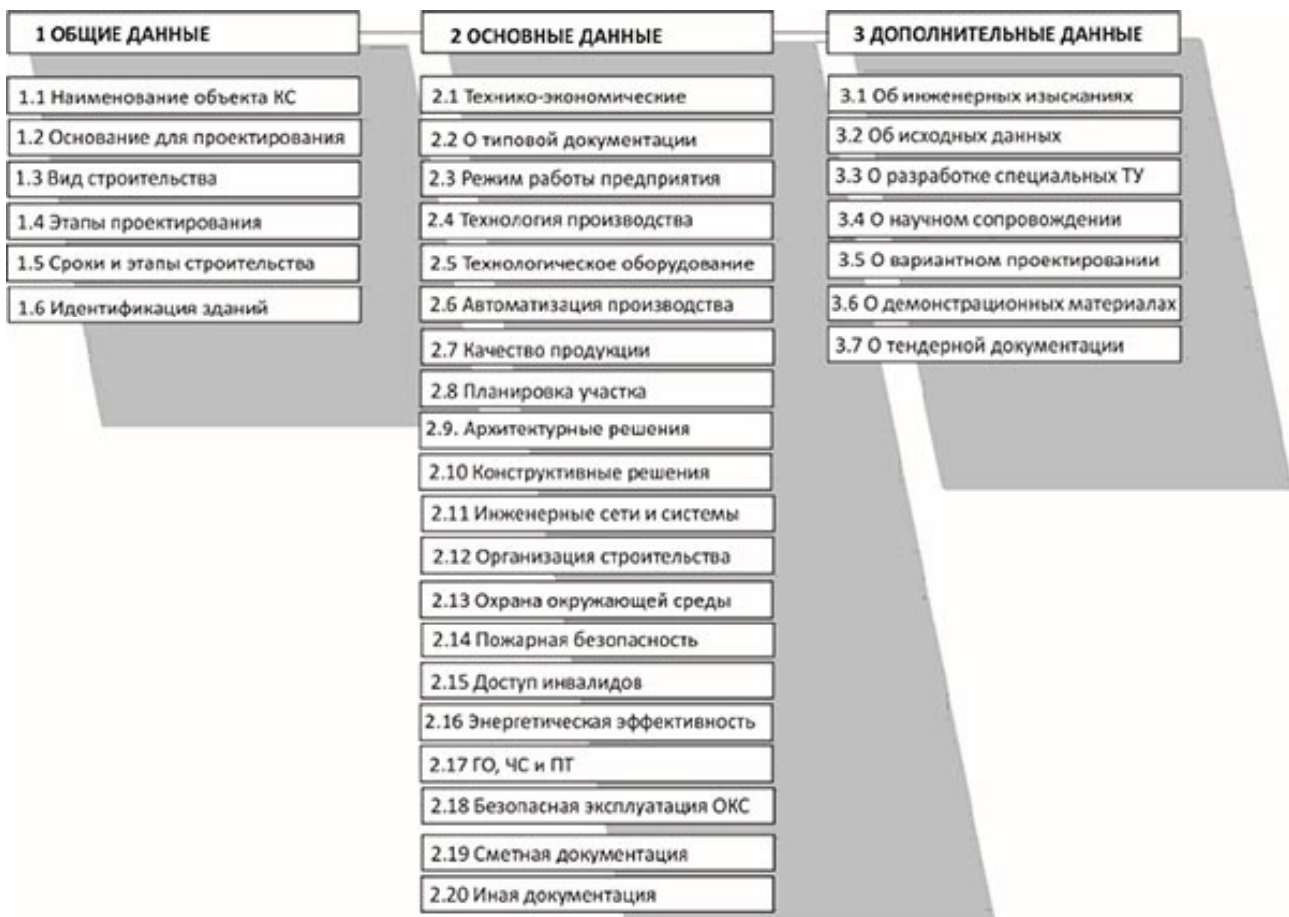 1 ОБЩИЕ ДАННЫЕ
1.1 Наименование объекта КС
1.2 Основание для проектирования
1.3 Вид строительства
1.4 Этапы проектирования
1.5 Сроки и этапы строительства
1.6 Идентификация зданий
2 ОСНОВНЫЕ ДАННЫЕ
2.1 Технико-экономические
2.2 О типовой документации
2.3 Режим работы предприятия
2.4 Технология производства
2.5 Технологическое оборудование
2.6 Автоматизация производства
2.7 Качество продукции
2.8 Планировка участка
2.9. Архитектурные решения
2.10 Конструктивные решения
2.11 Инженерные сети и системы
2.12 Организация строительства
2.13 Охрана окружающей среды
2.14 Пожарная безопасность
2.15 Доступ инвалидов
2.16 Энергетическая эффективность
2.17 ГО, ЧС и ПТ
2.18 Безопасная эксплуатация ОКС
2.19 Сметная документация
2.20 Иная документация
3 ДОПОЛНИТЕЛЬНЫЕ ДАННЫЕ
3.1 Об инженерных изысканиях
3.2 Об исходных данных
3.3 О разработке специальных ТУ
3.4 О научном сопровождении
3.5 О вариантном проектировании
3.6 О демонстрационных материалах
3.7 О тендерной документации